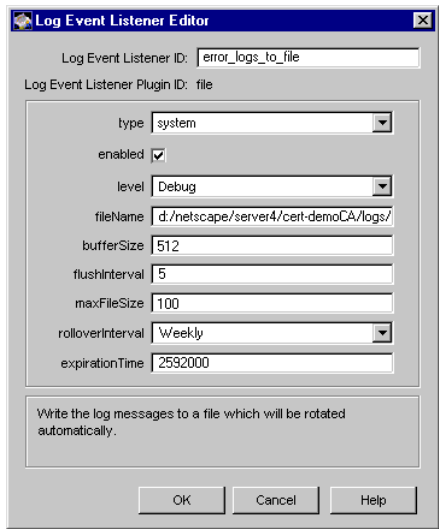 Log Event Listener Editor
Log Event Listener ID: error_logs_to_file
Log Event Listener Plugin ID: file
type system
enabled
level Debug
fileName d:/netscape/server4/cert-demoCA/logs/
bufferSize 512
flushInterval 5
maxFileSize 100
rolloverInterval Weekly
expirationTime 2592000
Write the log messages to a file which will be rotated
automatically.
OK Cancel Help